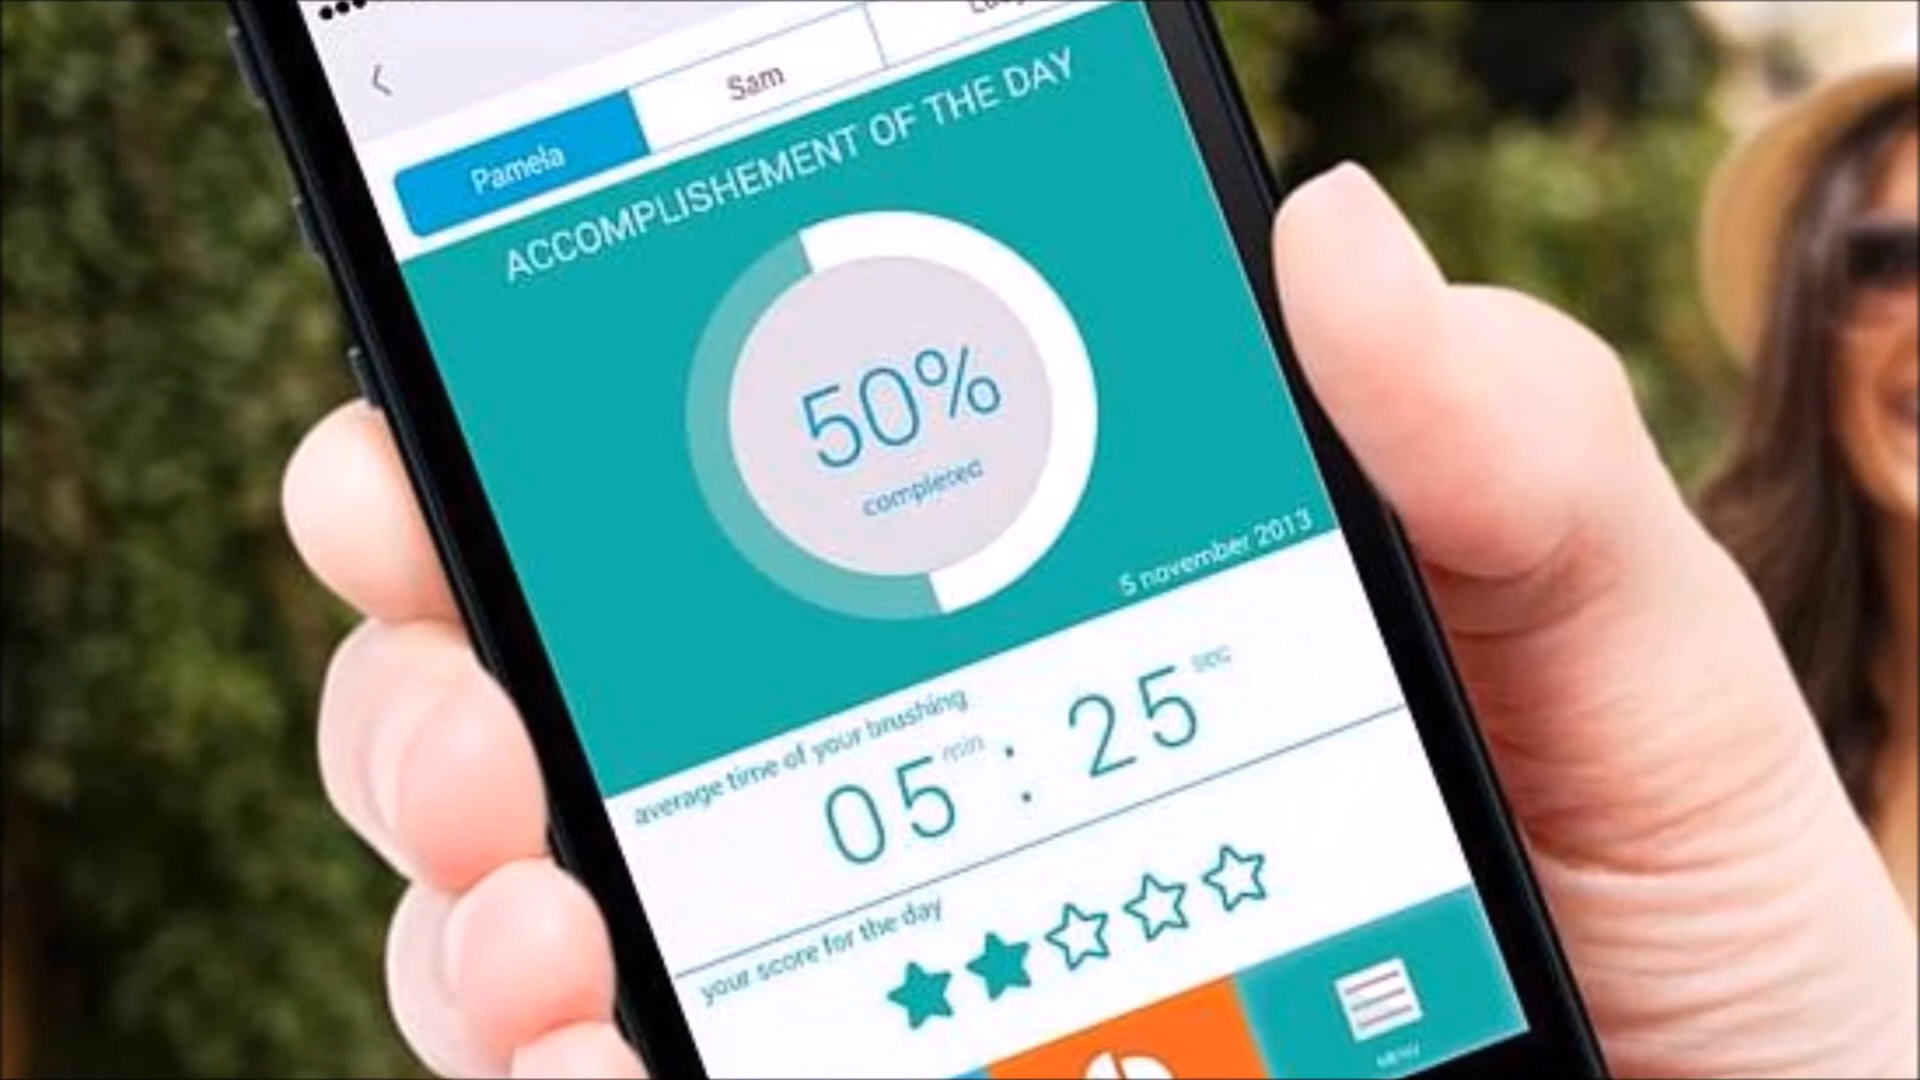 Pamela
Sam
ACCOMPLISHEMENT OF THE DAY
50%
completed
5 november 2013
average time of your brushing
05 min : 25 sec
your score for the day
MENU